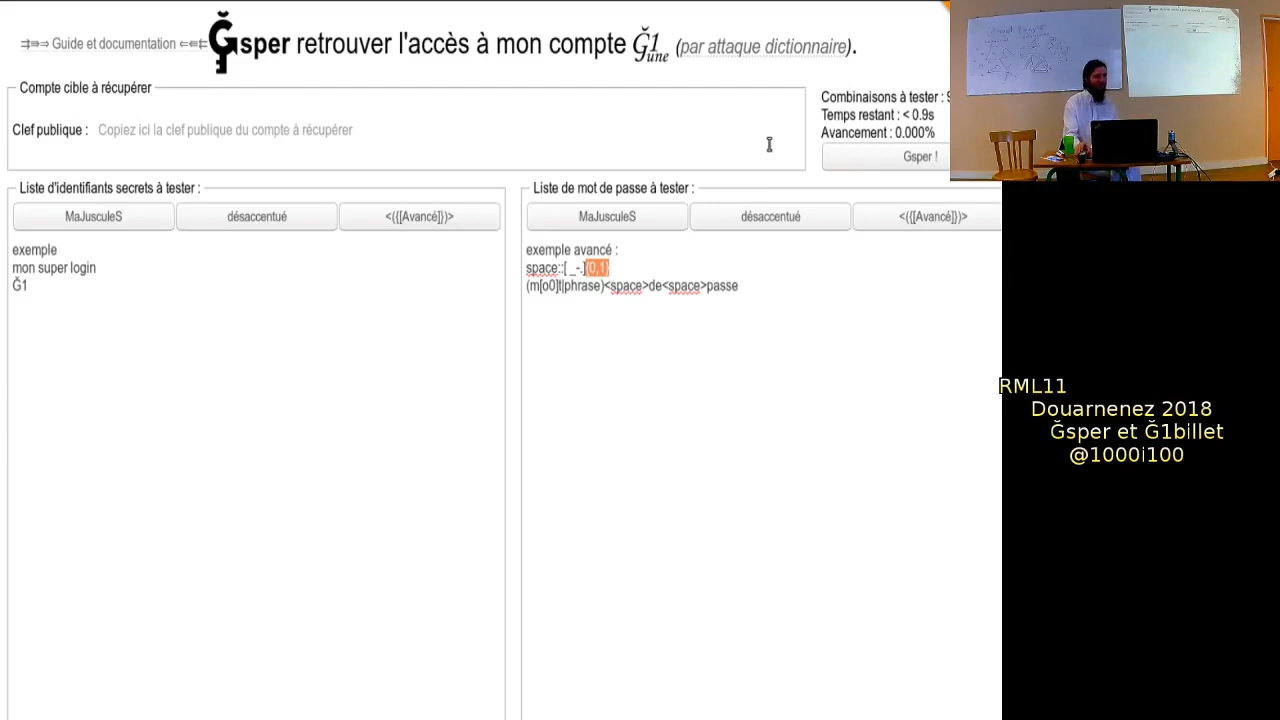 ⇉⇛⇒ Guide et documentation ⇐⇚⇇ Ğsper retrouver l'accès à mon compte Ğ1 une (par attaque dictionnaire).
Compte cible à récupérer
Clef publique : Copiez ici la clef publique du compte à récupérer
Combinaisons à tester :
Temps restant : < 0.9s
Avancement : 0.000%
Gsper !
Liste d'identifiants secrets à tester :
MaJusculeS désaccentué <({[Avancé]})>
exemple
mon super login
Ğ1
Liste de mot de passe à tester :
MaJusculeS désaccentué <({[Avancé]})>
exemple avancé :
space::[ _-.]{0,1}
(m[o0]t|phrase)<space>de<space>passe
RML11
Douarnenez 2018
Ğsper et Ğ1billet
@1000i100